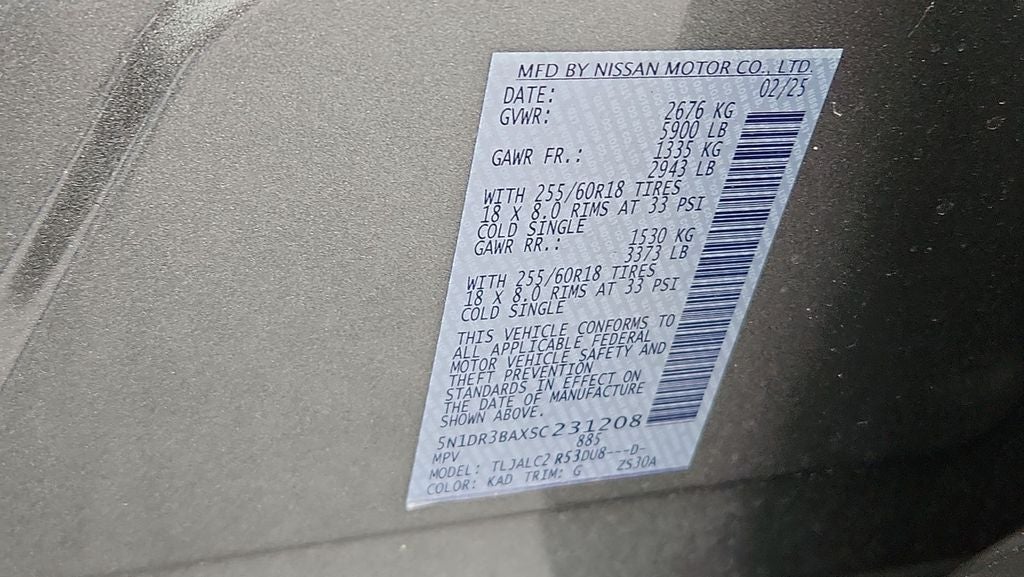 MFD BY NISSAN MOTOR CO., LTD.
DATE: 02/25
GVWR: 2676 KG
5900 LB
GAWR FR.: 1335 KG
2943 LB
WITH 255/60R18 TIRES
18 X 8.0 RIMS AT 33 PSI
COLD SINGLE
GAWR RR.: 1530 KG
3373 LB
WITH 255/60R18 TIRES
18 X 8.0 RIMS AT 33 PSI
COLD SINGLE
THIS VEHICLE CONFORMS TO
ALL APPLICABLE FEDERAL
MOTOR VEHICLE SAFETY AND
THEFT PREVENTION
STANDARDS IN EFFECT ON
THE DATE OF MANUFACTURE
SHOWN ABOVE.
5N1DR3BAXSC231208
MPV 885
MODEL: TLJALC2 R53DU8---D-
COLOR: KAD TRIM: G ZS30A